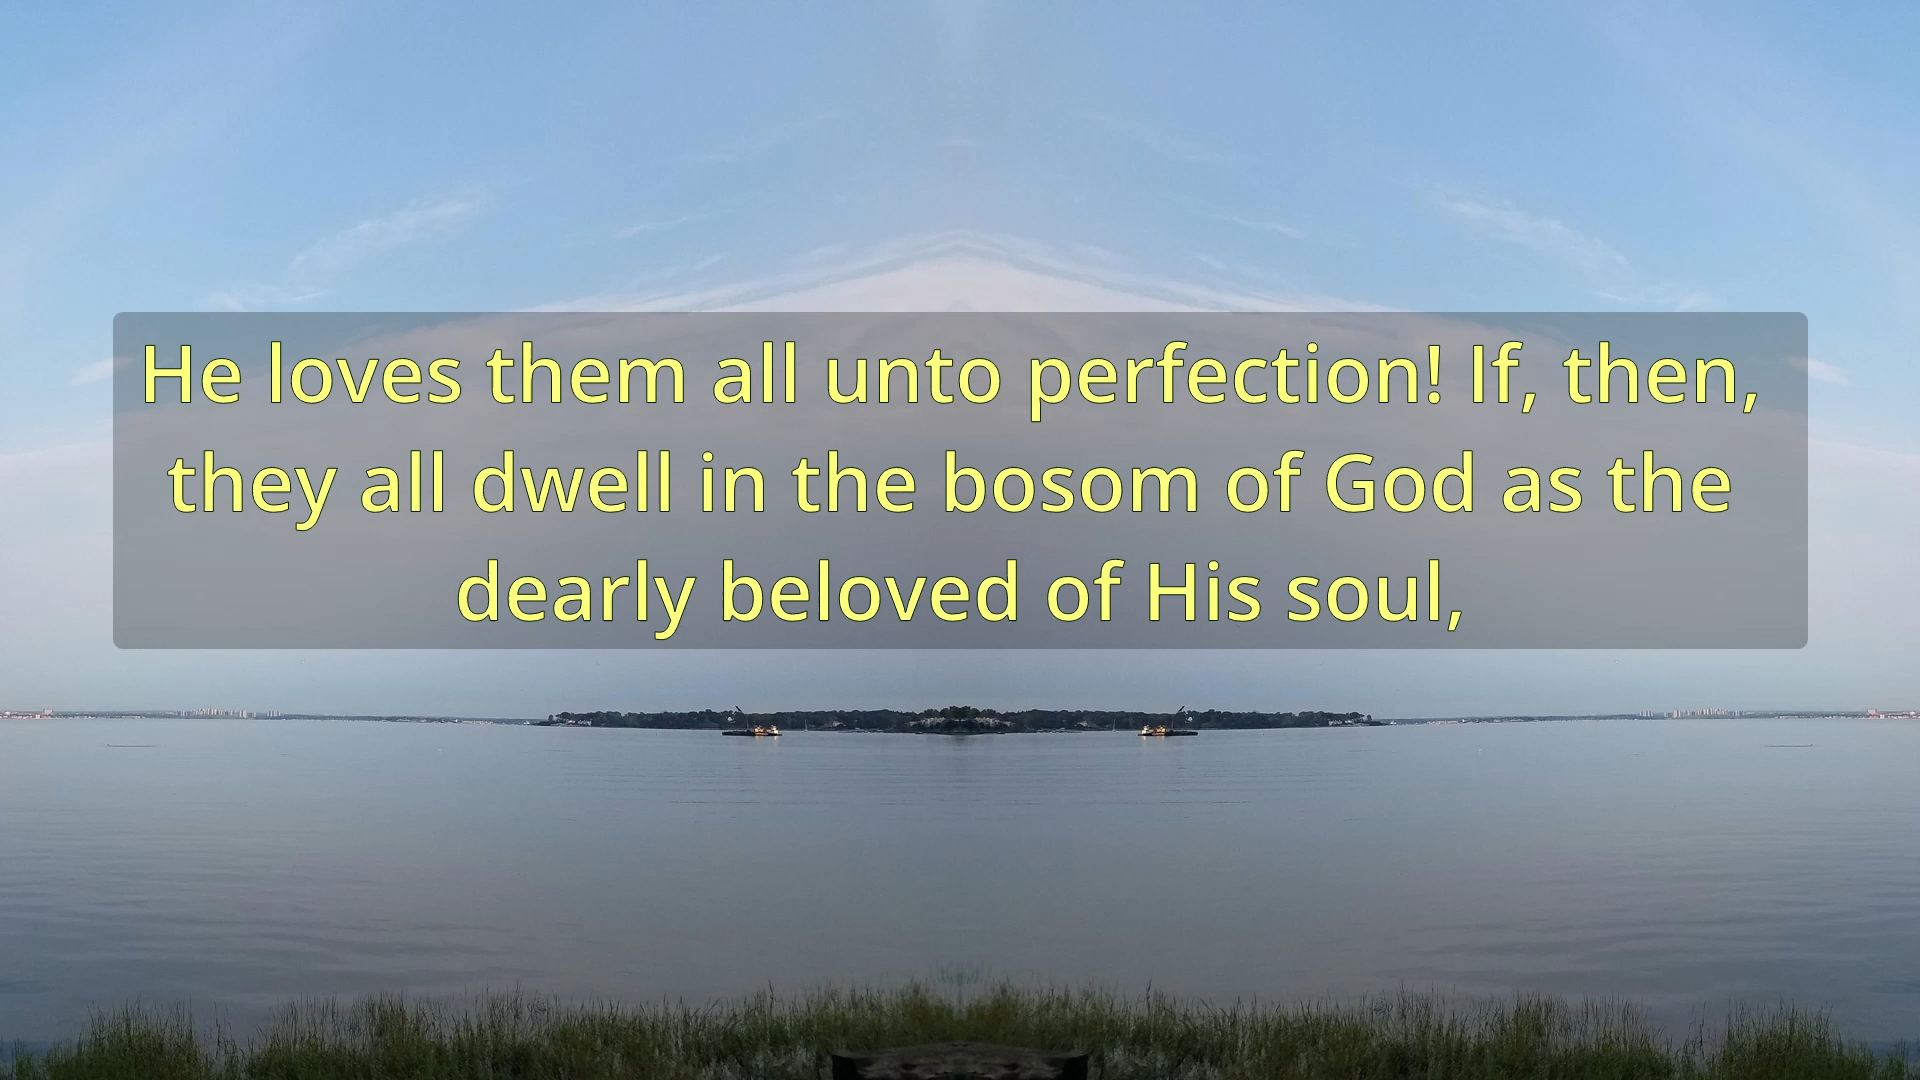 He loves them all unto perfection! If, then,
they all dwell in the bosom of God as the
dearly beloved of His soul,